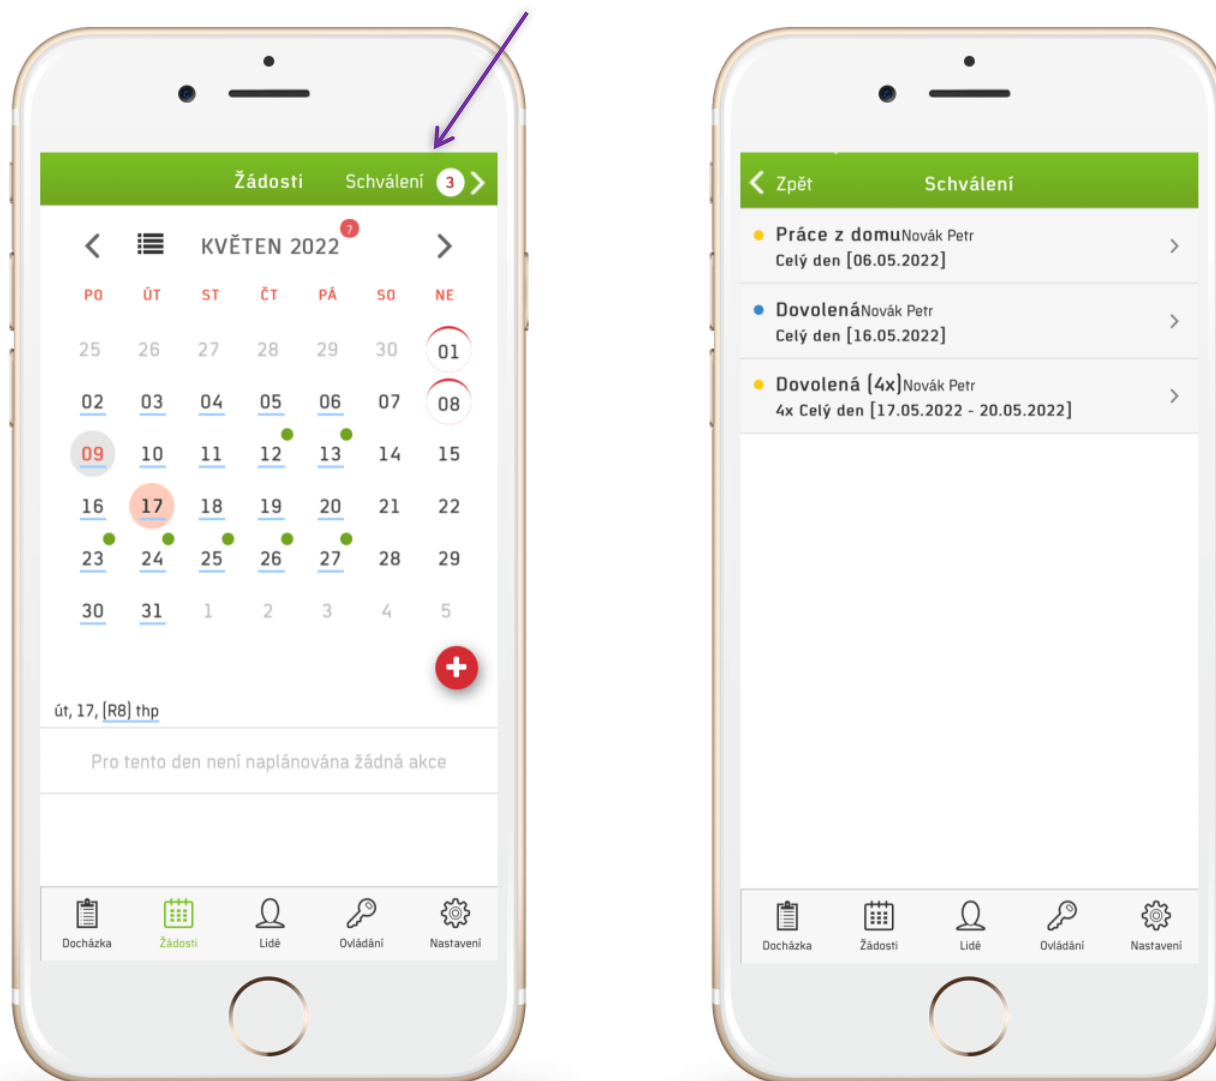 Žádosti Schválení 3
KVĚTEN 2022 7
PO ÚT ST ČT PÁ SO NE
25 26 27 28 29 30 01
02 03 04 05 06 07 08
09 10 11 12 13 14 15
16 17 18 19 20 21 22
23 24 25 26 27 28 29
30 31 1 2 3 4 5
út, 17, (R8) thp
Pro tento den není naplánována žádná akce
Docházka Žádosti Lidé Ovládání Nastavení
Zpět Schválení
Práce z domu Novák Petr
Celý den [06.05.2022]
Dovolená Novák Petr
Celý den [16.05.2022]
Dovolená (4x) Novák Petr
4x Celý den [17.05.2022 - 20.05.2022]
Docházka Žádosti Lidé Ovládání Nastavení